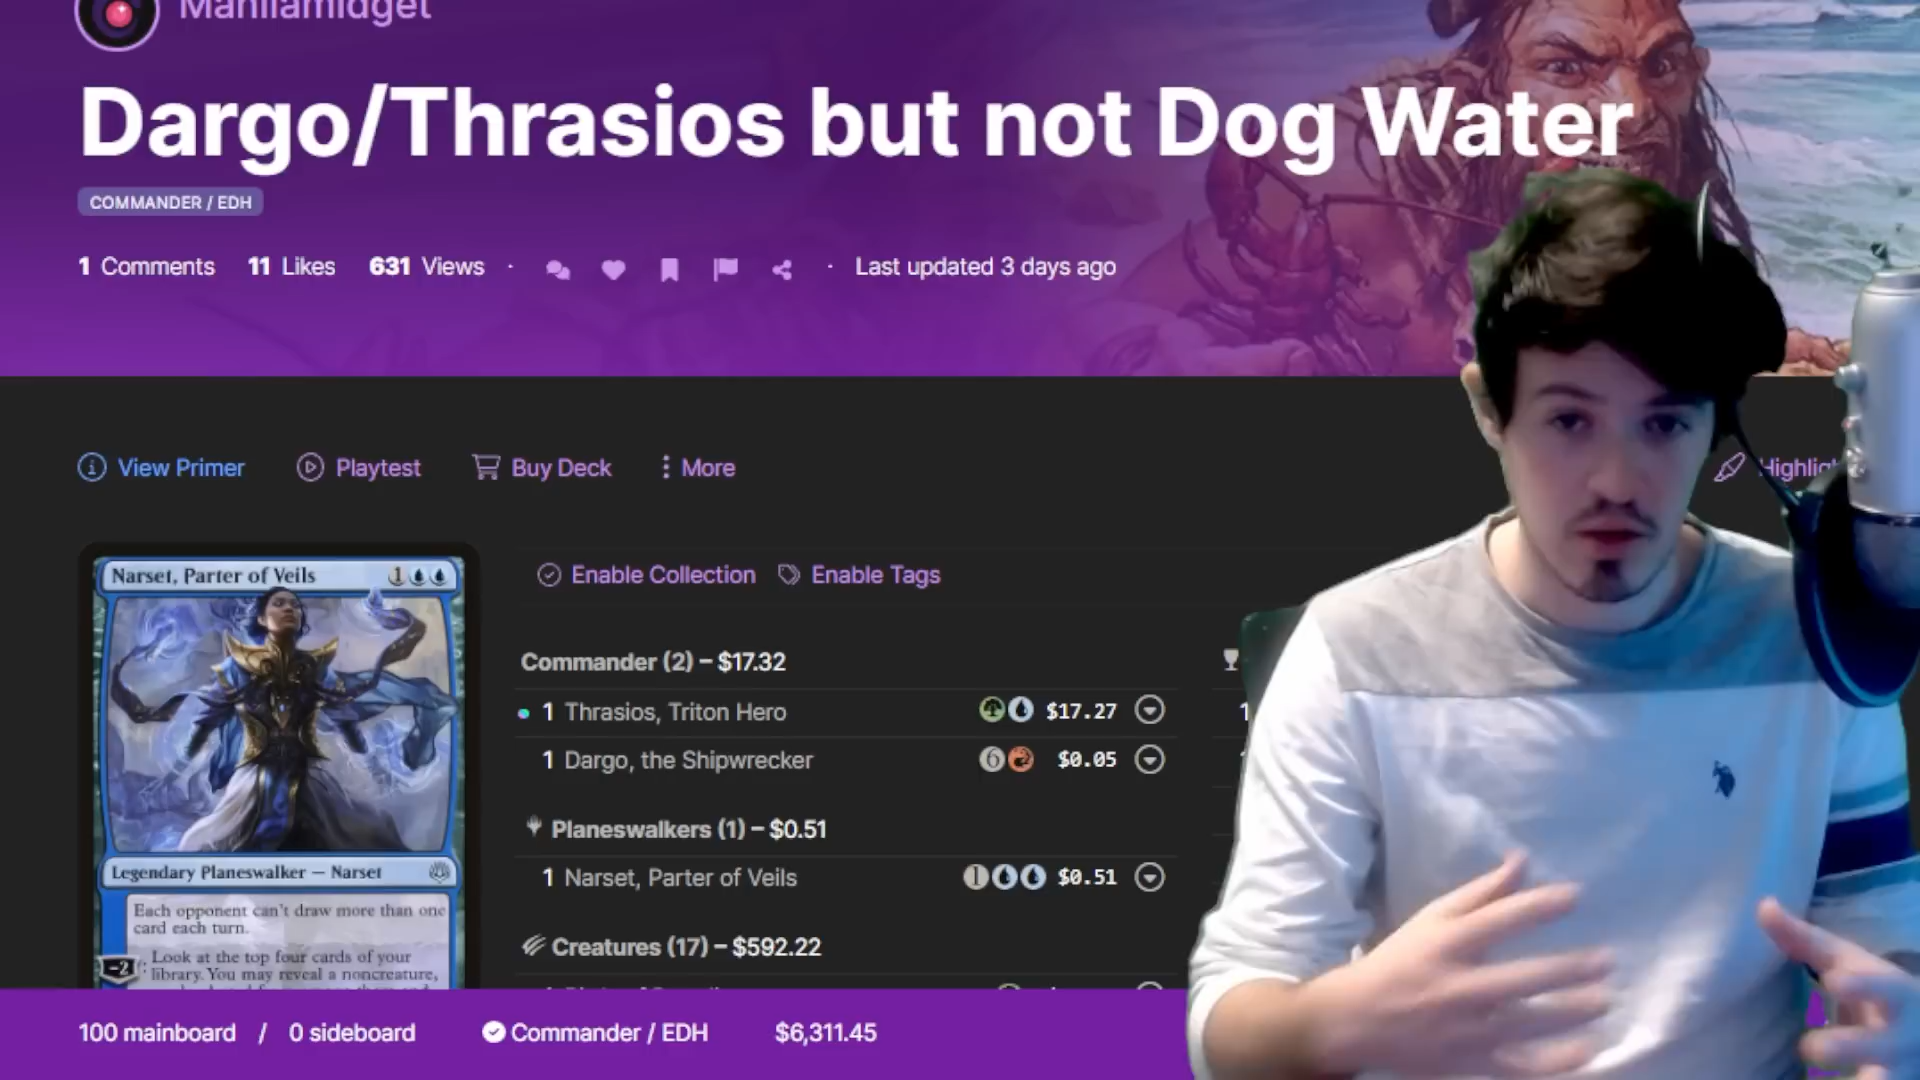 Manilamidget
Dargo/Thrasios but not Dog Water
COMMANDER / EDH
1 Comments 11 Likes 631 Views · · Last updated 3 days ago
View Primer Playtest Buy Deck More
Narset, Parter of Veils 1
Legendary Planeswalker — Narset
Each opponent can't draw more than one
card each turn.
-2 : Look at the top four cards of your
library. You may reveal a noncreature,
Enable Collection Enable Tags
Commander (2) – $17.32
1 Thrasios, Triton Hero $17.27
1 Dargo, the Shipwrecker 6 $0.05
Planeswalkers (1) – $0.51
1 Narset, Parter of Veils 1 $0.51
Creatures (17) – $592.22
100 mainboard / 0 sideboard Commander / EDH $6,311.45